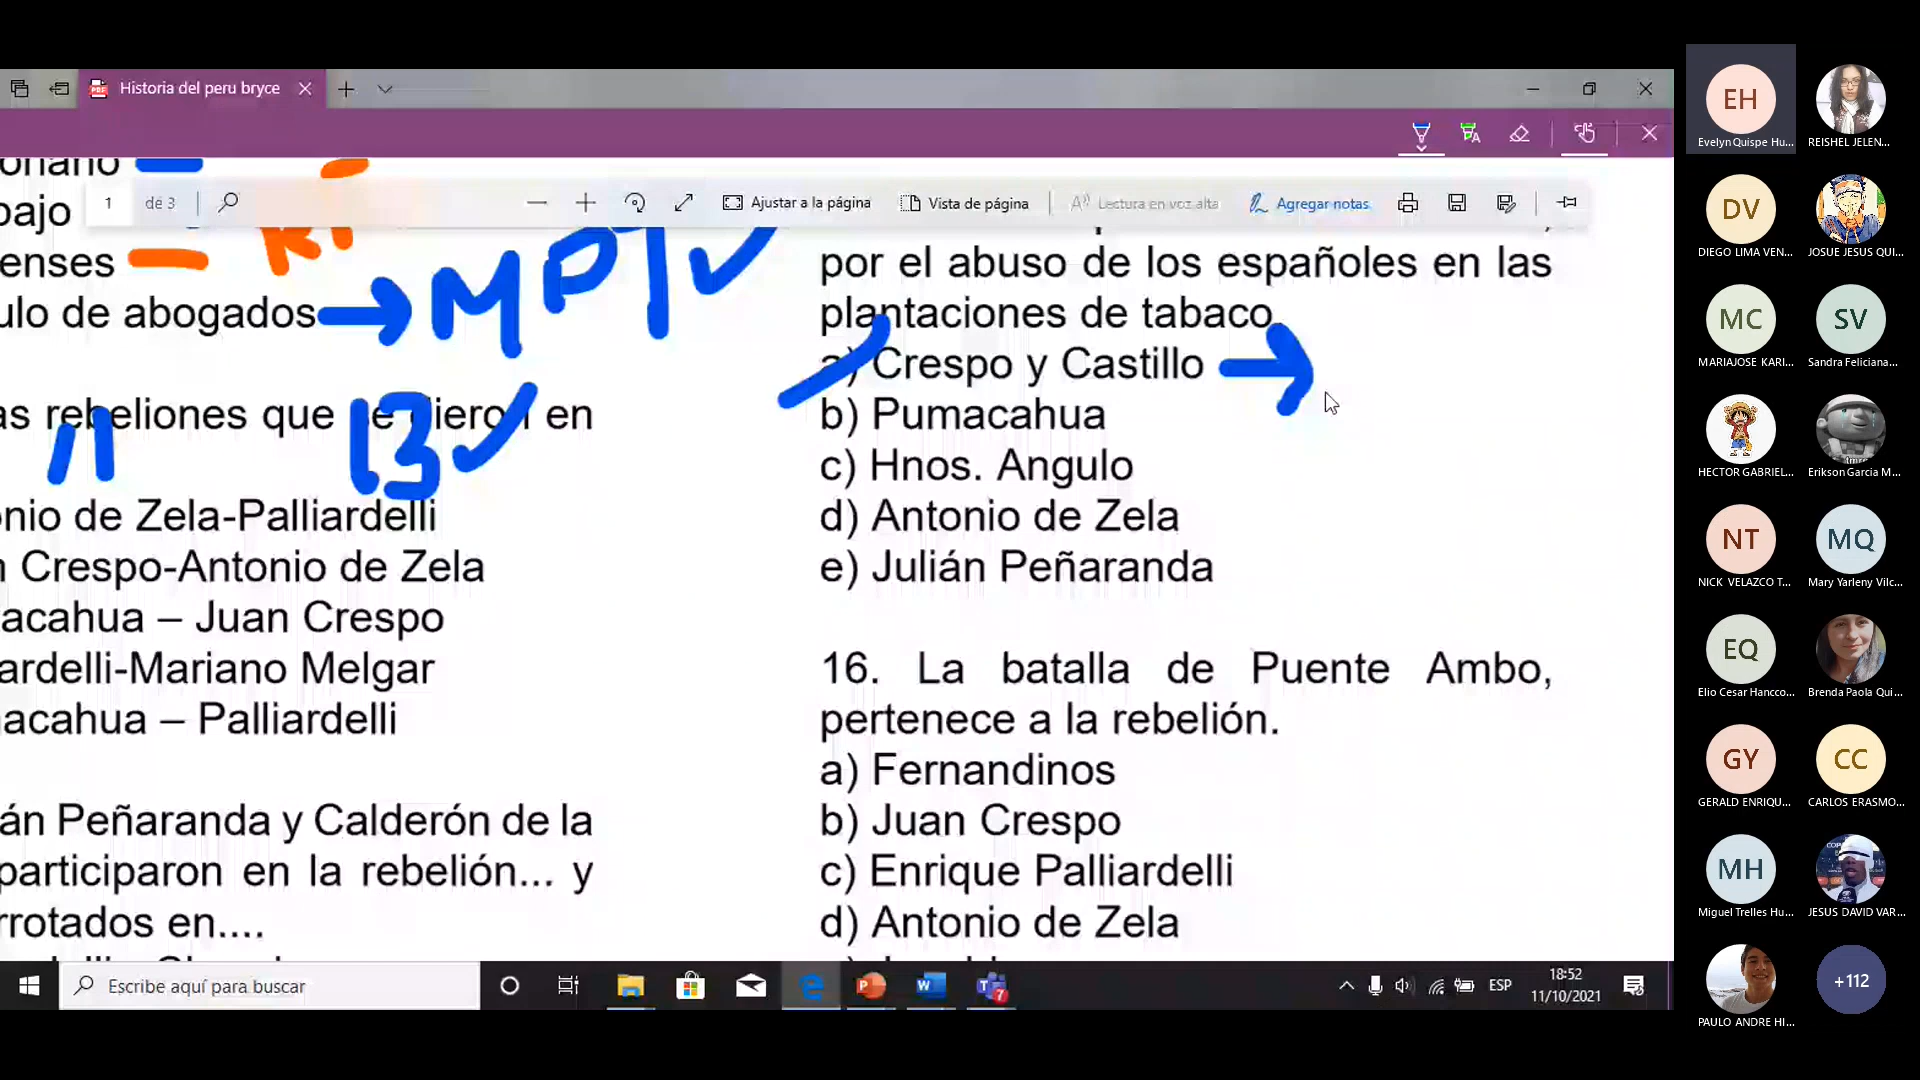 Historia del peru bryce
1 de 3
Ajustar a la página
Vista de página
Lectura en voz alta
Agregar notas
bajo
enses
ulo de abogados
MPT
as rebeliones que se dieron en
11
13
onio de Zela-Palliardelli
n Crespo-Antonio de Zela
acahua – Juan Crespo
ardelli-Mariano Melgar
acahua – Palliardelli
án Peñaranda y Calderón de la
participaron en la rebelión... y
rrotados en....
por el abuso de los españoles en las
plantaciones de tabaco.
a) Crespo y Castillo
b) Pumacahua
c) Hnos. Angulo
d) Antonio de Zela
e) Julián Peñaranda
16. La batalla de Puente Ambo,
pertenece a la rebelión.
a) Fernandinos
b) Juan Crespo
c) Enrique Palliardelli
d) Antonio de Zela
Escribe aquí para buscar
ESP
18:52
11/10/2021
EH
Evelyn Quispe Hu...
REISHEL JELEN...
DV
DIEGO LIMA VEN...
JOSUE JESUS QUI...
MC
MARIAJOSE KARI...
SV
Sandra Feliciana...
HECTOR GABRIEL...
Erikson Garcia M...
NT
NICK VELAZCO T...
MQ
Mary Yarleny Vilc...
EQ
Elio Cesar Hancco...
Brenda Paola Qui...
GY
GERALD ENRIQU...
CC
CARLOS ERASMO...
MH
Miguel Trelles Hu...
JESUS DAVID VAR...
PAULO ANDRE HI...
+112